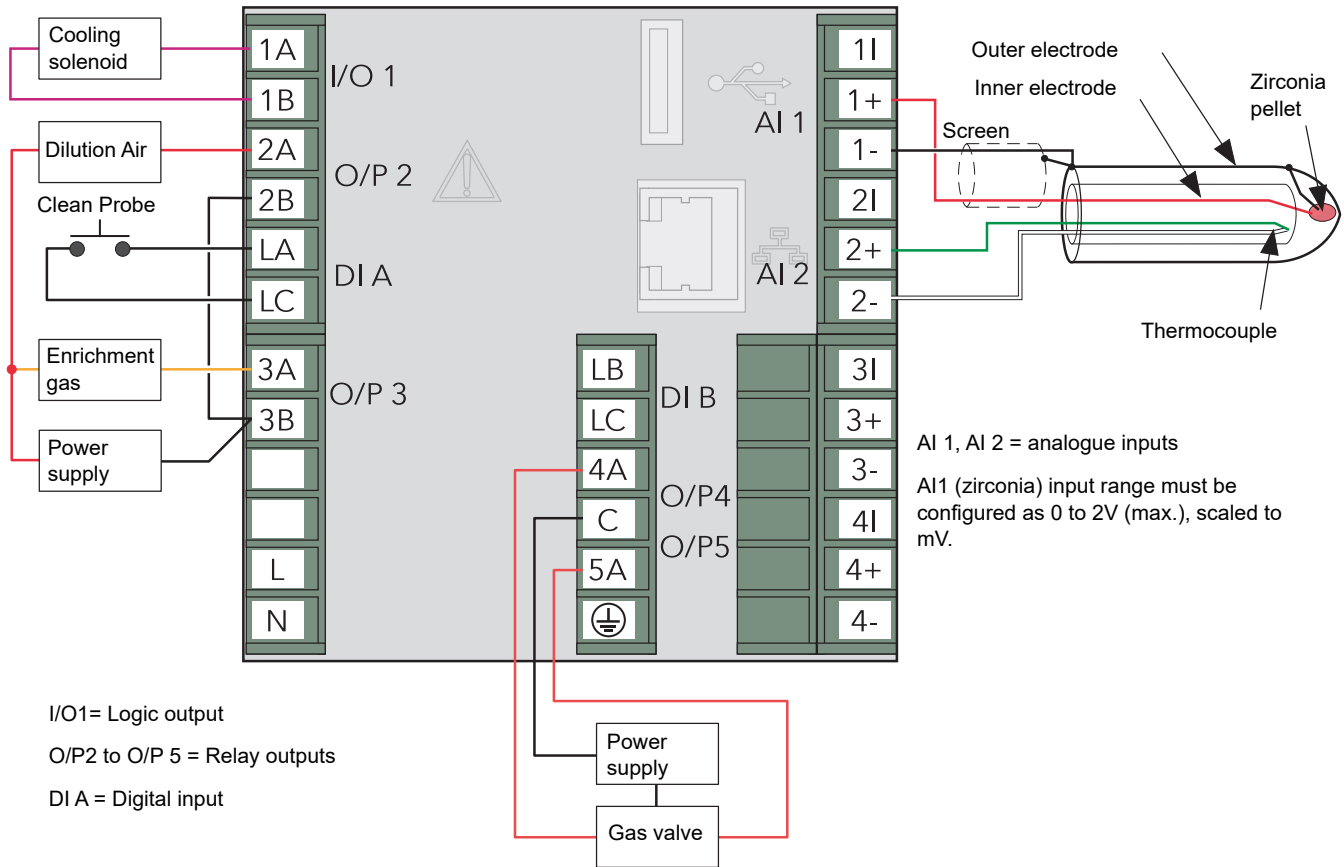 Cooling
solenoid
Dilution Air
Clean Probe
Enrichment
gas
Power
supply
1A
1B
2A
2B
LA
LC
3A
3B
L
N
I/O 1
O/P 2
DI A
O/P 3
AI 1
AI 2
LB
LC
4A
C
5A
DI B
O/P4
O/P5
1I
1+
1-
2I
2+
2-
3I
3+
3-
4I
4+
4-
Outer electrode
Inner electrode
Zirconia
pellet
Screen
Thermocouple
AI 1, AI 2 = analogue inputs
AI1 (zirconia) input range must be
configured as 0 to 2V (max.), scaled to
mV.
I/O1= Logic output
O/P2 to O/P 5 = Relay outputs
DI A = Digital input
Power
supply
Gas valve